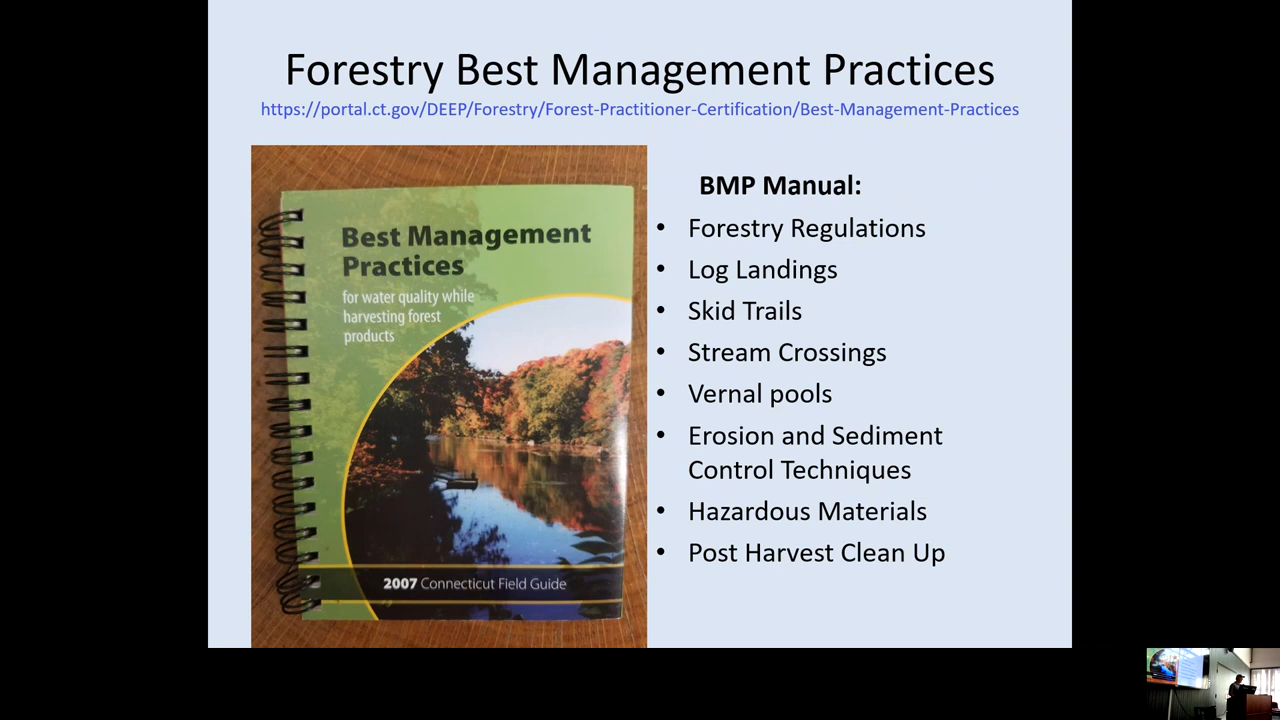 Forestry Best Management Practices
https://portal.ct.gov/DEEP/Forestry/Forest-Practitioner-Certification/Best-Management-Practices
Best Management
Practices
for water quality while
harvesting forest
products
2007 Connecticut Field Guide
BMP Manual:
• Forestry Regulations
• Log Landings
• Skid Trails
• Stream Crossings
• Vernal pools
• Erosion and Sediment
Control Techniques
• Hazardous Materials
• Post Harvest Clean Up